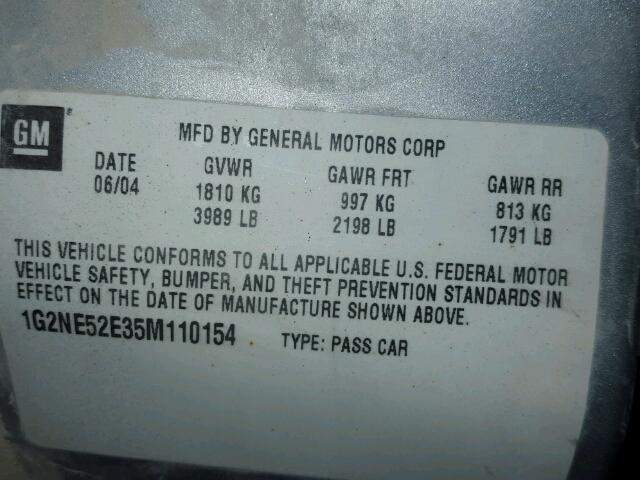 GM ®
MFD BY GENERAL MOTORS CORP
DATE GVWR GAWR FRT GAWR RR
06/04 1810 KG 997 KG 813 KG
3989 LB 2198 LB 1791 LB
THIS VEHICLE CONFORMS TO ALL APPLICABLE U.S. FEDERAL MOTOR
VEHICLE SAFETY, BUMPER, AND THEFT PREVENTION STANDARDS IN
EFFECT ON THE DATE OF MANUFACTURE SHOWN ABOVE.
1G2NE52E35M110154 TYPE: PASS CAR